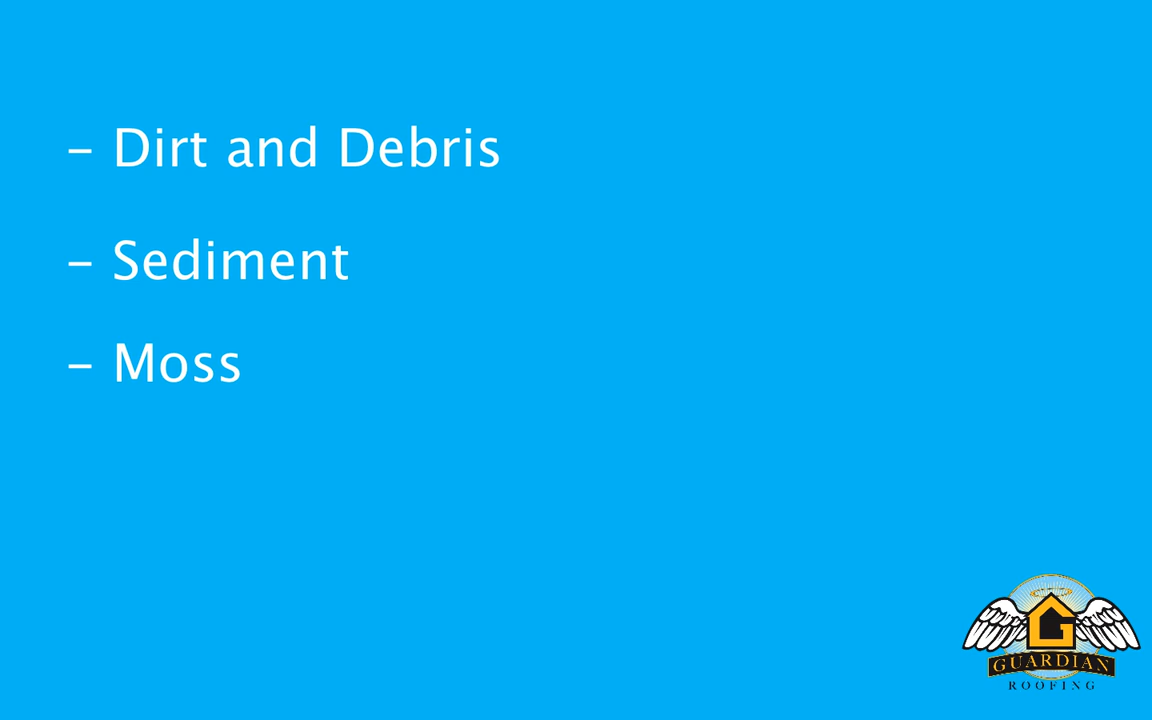 - Dirt and Debris
- Sediment
- Moss
G
GUARDIAN
ROOFING